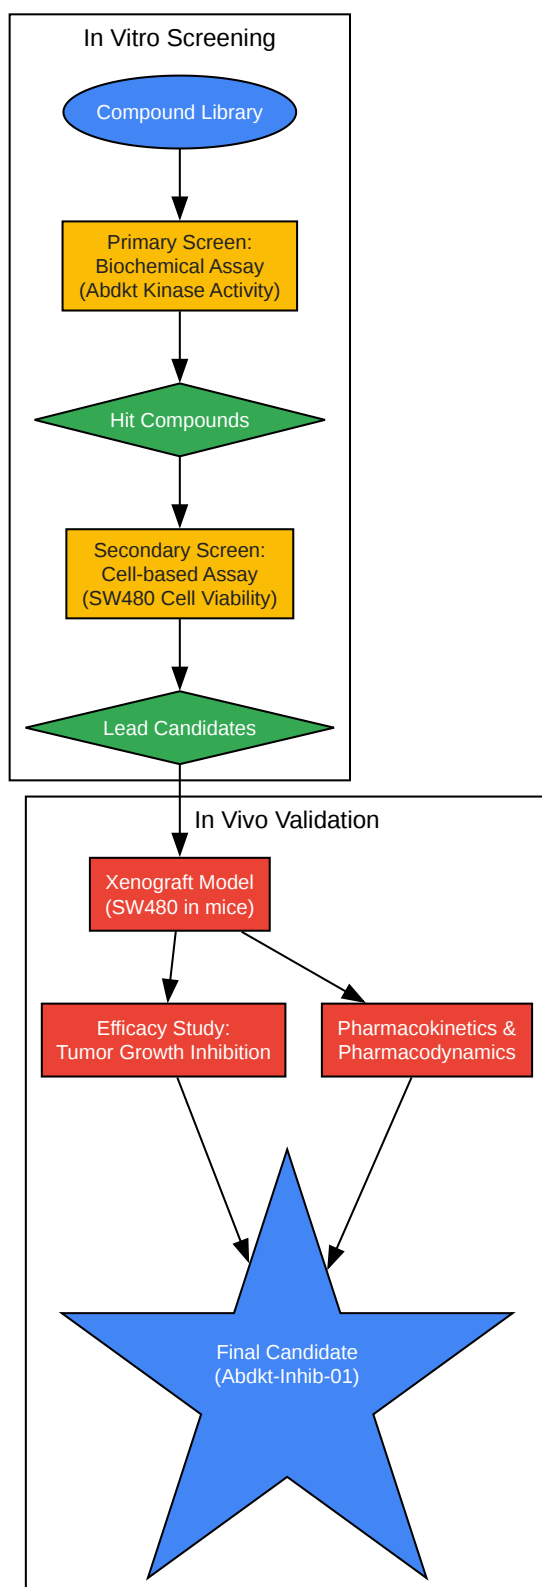 In Vitro Screening
Compound Library
Primary Screen:
Biochemical Assay
(Abdkt Kinase Activity)
Hit Compounds
Secondary Screen:
Cell-based Assay
(SW480 Cell Viability)
Lead Candidates
In Vivo Validation
Xenograft Model
(SW480 in mice)
Efficacy Study:
Tumor Growth Inhibition
Pharmacokinetics &
Pharmacodynamics
Final Candidate
(Abdkt-Inhib-01)